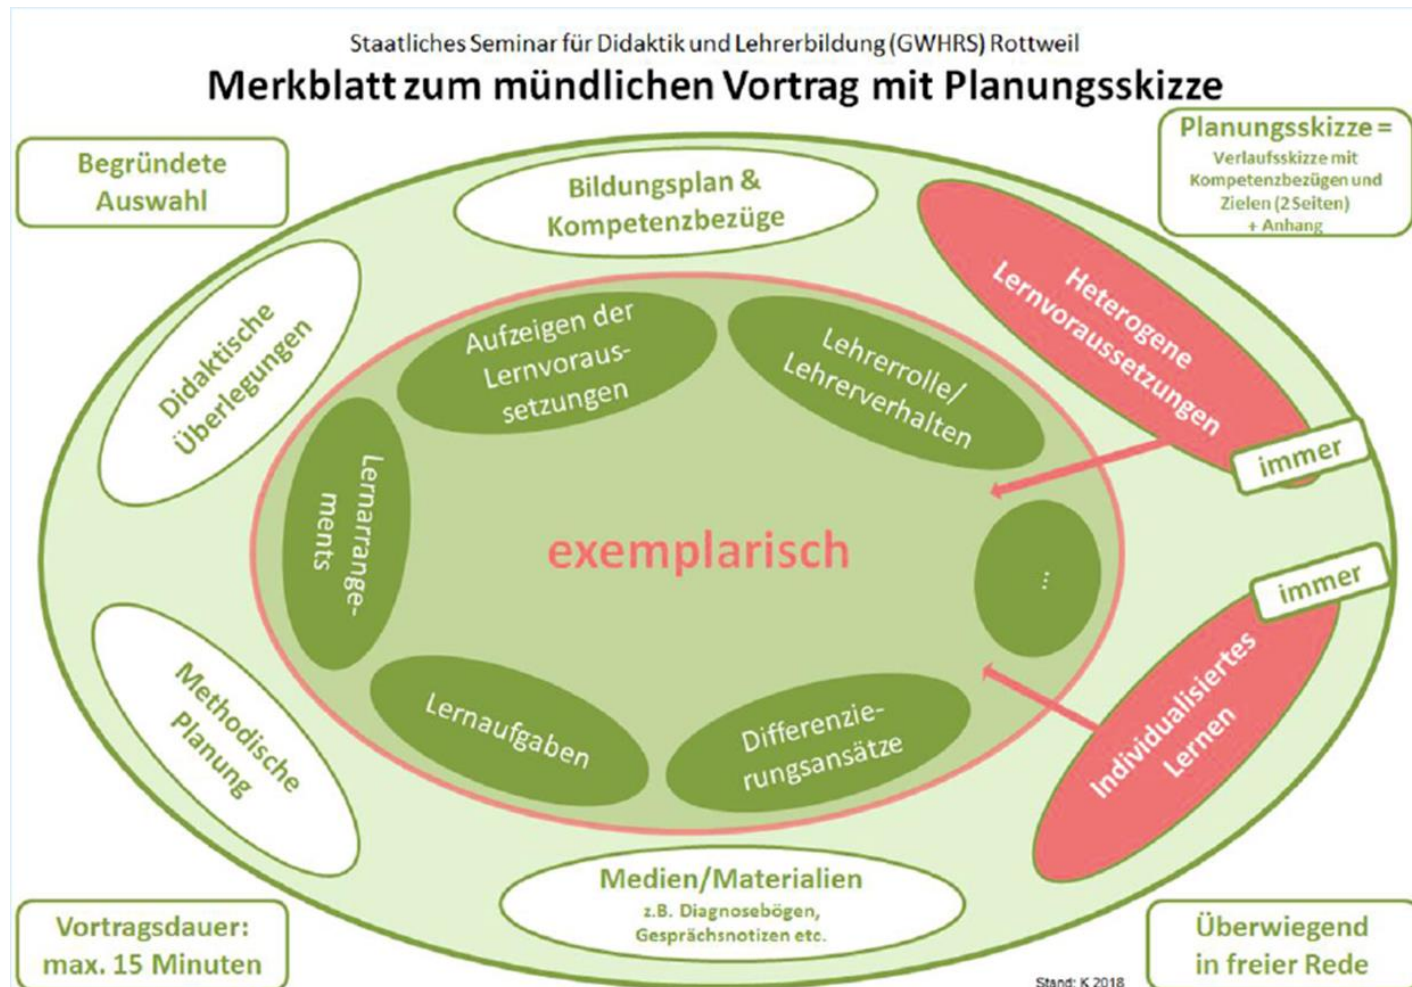 Staatliches Seminar für Didaktik und Lehrerbildung (GWHRS) Rottweil
Merkblatt zum mündlichen Vortrag mit Planungsskizze
Begründete
Auswahl
Bildungsplan &
Kompetenzbezüge
Planungsskizze =
Verlaufsskizze mit
Kompetenzbezügen und
Zielen (2 Seiten)
+ Anhang
Didaktische
Überlegungen
Aufzeigen der
Lernvoraus-
setzungen
Lehrerrolle/
Lehrerverhalten
Heterogene
Lernvoraussetzungen
immer
Lernarrange-
ments
exemplarisch
...
immer
Methodische
Planung
Lernaufgaben
Differenzie-
rungsansätze
Individualisiertes
Lernen
Medien/Materialien
z.B. Diagnosebögen,
Gesprächsnotizen etc.
Vortragsdauer:
max. 15 Minuten
Überwiegend
in freier Rede
Stand: K 2018